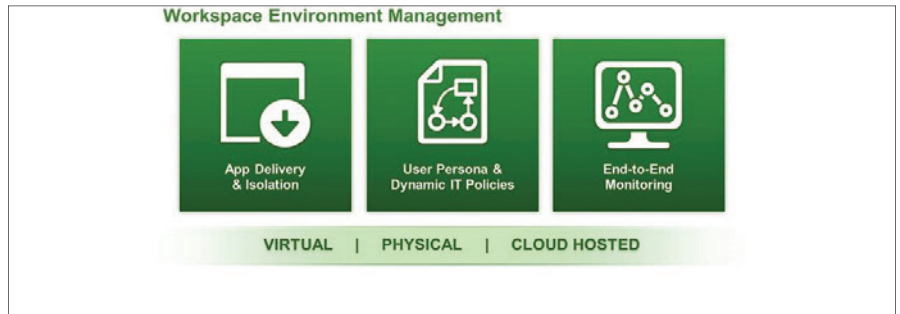 Workspace Environment Management
App Delivery
& Isolation
User Persona &
Dynamic IT Policies
End-to-End
Monitoring
VIRTUAL | PHYSICAL | CLOUD HOSTED